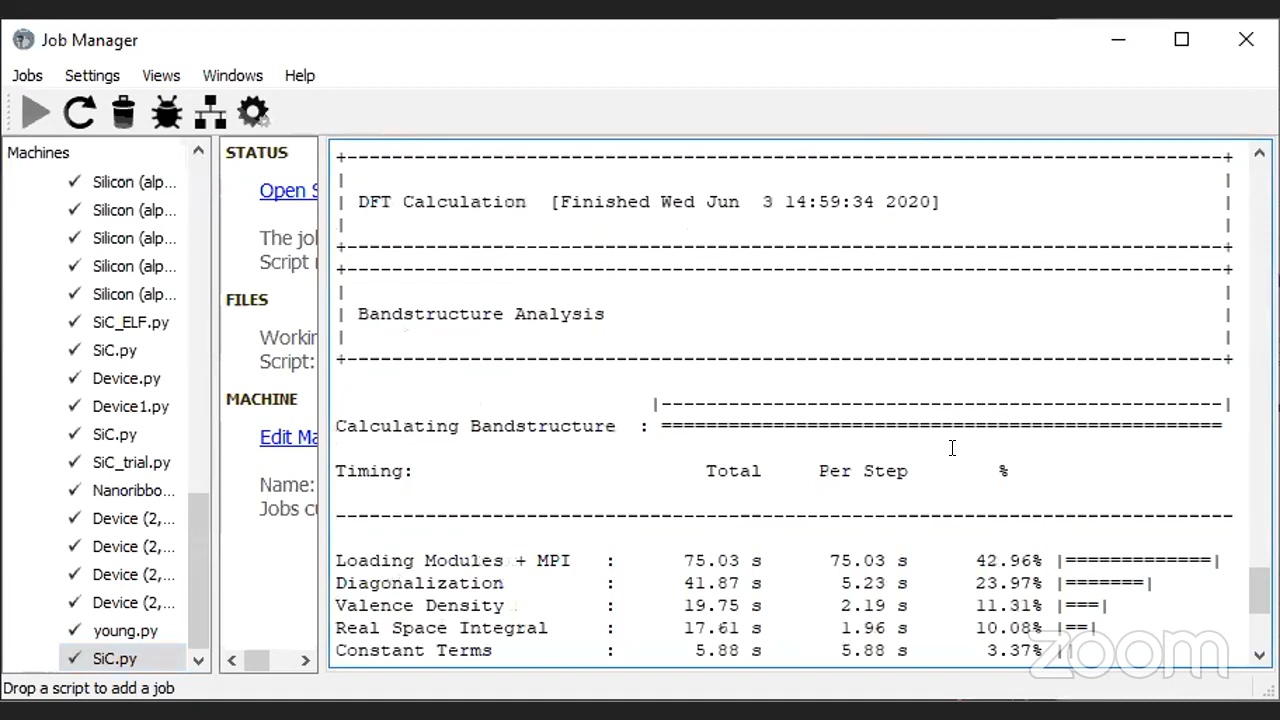 Job Manager
Jobs Settings Views Windows Help
Machines
Silicon (alp...
Silicon (alp...
Silicon (alp...
Silicon (alp...
Silicon (alp...
SiC_ELF.py
SiC.py
Device.py
Device1.py
SiC.py
SiC_trial.py
Nanoribbo...
Device (2,...
Device (2,...
Device (2,...
Device (2,...
young.py
SiC.py
STATUS
Open S
The jo
Script
FILES
Workin
Script:
MACHINE
Edit Ma
Name:
Jobs c
+------------------------------------------------------------------------------+
| |
| DFT Calculation [Finished Wed Jun 3 14:59:34 2020] |
| |
+------------------------------------------------------------------------------+
+------------------------------------------------------------------------------+
| |
| Bandstructure Analysis |
| |
+------------------------------------------------------------------------------+
|--------------------------------------------------|
Calculating Bandstructure : ==================================================
Timing: Total Per Step %
--------------------------------------------------------------------------------
Loading Modules + MPI : 75.03 s 75.03 s 42.96% |=============|
Diagonalization : 41.87 s 5.23 s 23.97% |=======|
Valence Density : 19.75 s 2.19 s 11.31% |===|
Real Space Integral : 17.61 s 1.96 s 10.08% |==|
Constant Terms : 5.88 s 5.88 s 3.37% ||
zoom
Drop a script to add a job